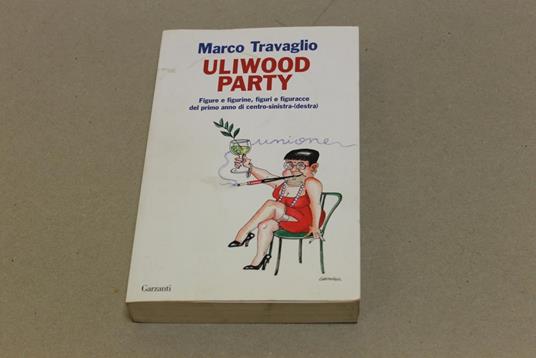 Marco Travaglio
ULIWOOD
PARTY
Figure e figurine, figuri e figuracce
del primo anno di centro-sinistra-(destra)
unione
Garzanti